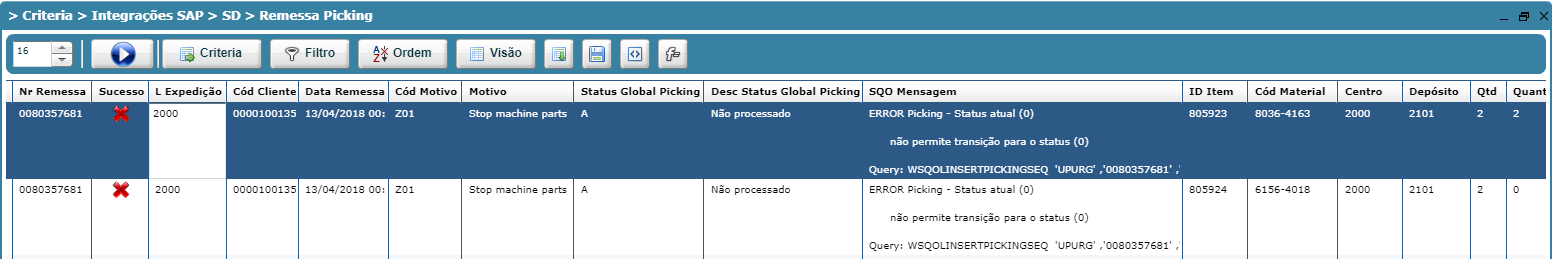 > Criteria > Integrações SAP > SD > Remessa Picking
16 Criteria Filtro Ordem Visão
Nr Remessa Sucesso L Expedição Cód Cliente Data Remessa Cód Motivo Motivo Status Global Picking Desc Status Global Picking SQO Mensagem ID Item Cód Material Centro Depósito Qtd Quant
0080357681 2000 0000100135 13/04/2018 00: Z01 Stop machine parts A Não processado ERROR Picking - Status atual (0) 805923 8036-4163 2000 2101 2 2
não permite transição para o status (0)
Query: WSQOLINSERTPICKINGSEQ 'UPURG' ,'0080357681' ,'
0080357681 2000 0000100135 13/04/2018 00: Z01 Stop machine parts A Não processado ERROR Picking - Status atual (0) 805924 6156-4018 2000 2101 2 0
não permite transição para o status (0)
Query: WSQOLINSERTPICKINGSEQ 'UPURG' ,'0080357681' ,'